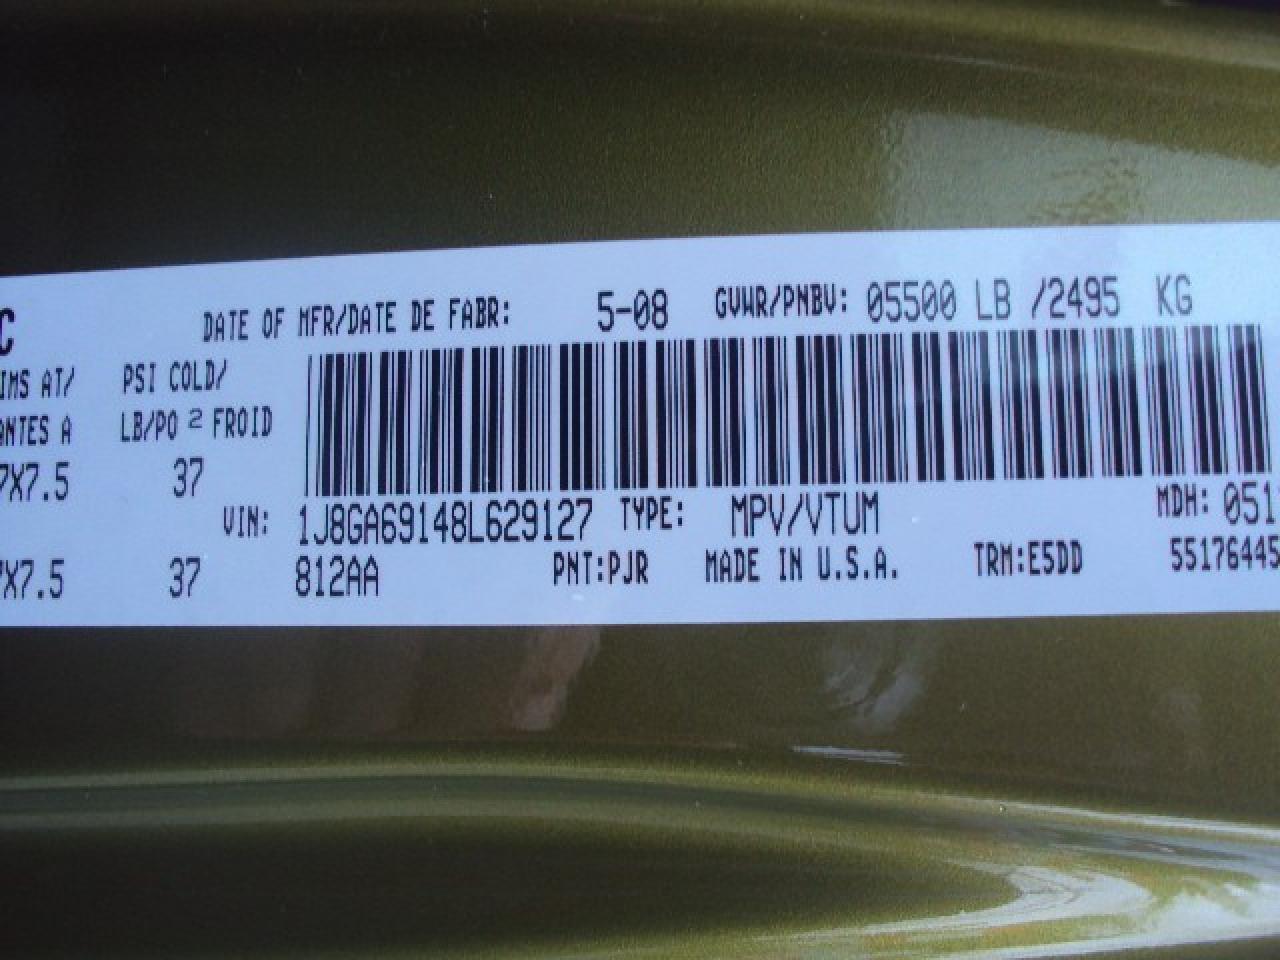 C DATE OF MFR/DATE DE FABR: 5-08 GVWR/PNBV: 05500 LB /2495 KG
IMS AT/ PSI COLD/
ANTES A LB/PO 2 FROID
7X7.5 37
VIN: 1J8GA69148L629127 TYPE: MPV/VTUM MDH: 051
7X7.5 37 812AA PNT:PJR MADE IN U.S.A. TRM:E5DD 55176445